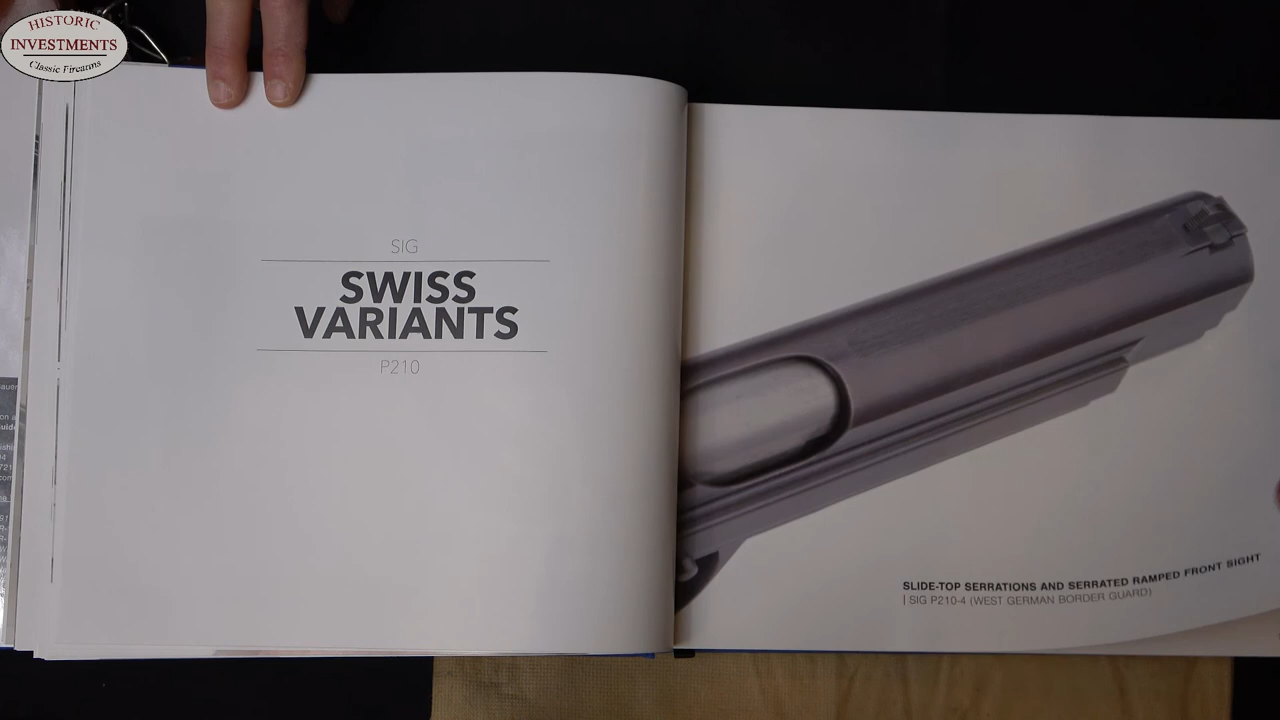 HISTORIC
INVESTMENTS
Classic Firearms
SIG
SWISS
VARIANTS
P210
SLIDE-TOP SERRATIONS AND SERRATED RAMPED FRONT SIGHT
| SIG P210-4 (WEST GERMAN BORDER GUARD)